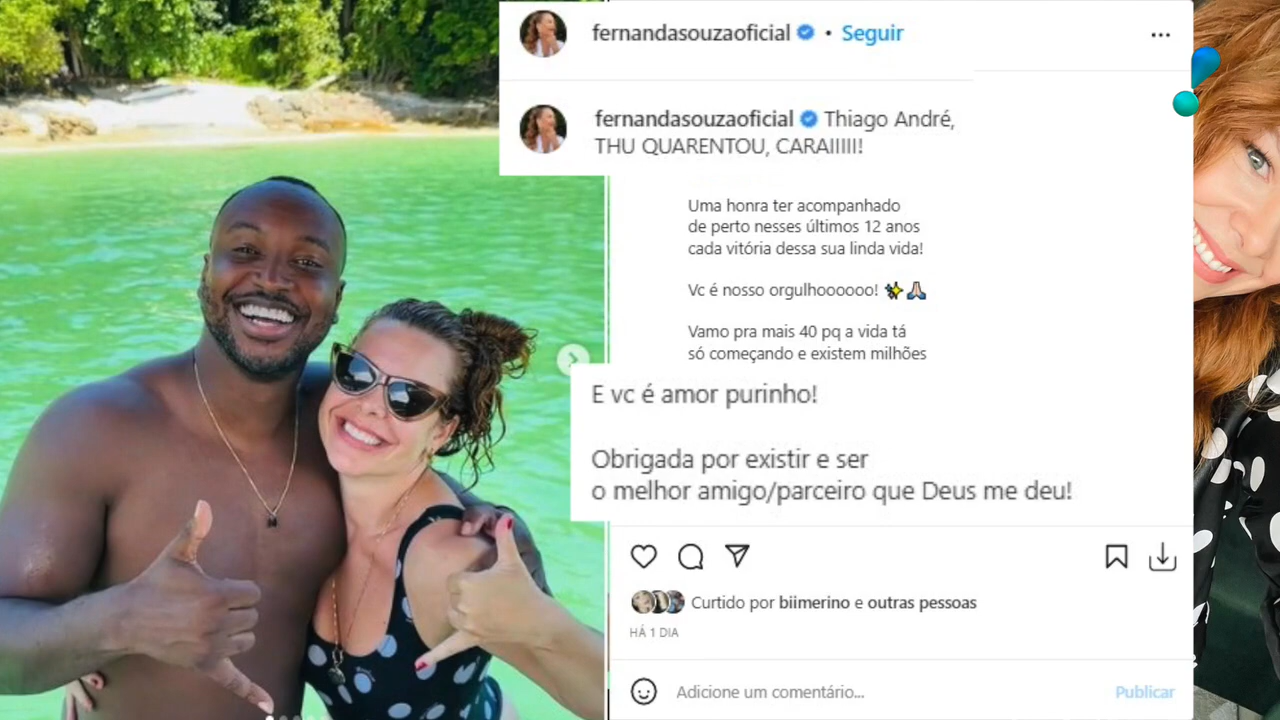 fernandasouzaoficial • Seguir
fernandasouzaoficial Thiago André,
THU QUARENTOU, CARAIIIII!
Uma honra ter acompanhado
de perto nesses últimos 12 anos
cada vitória dessa sua linda vida!
Vc é nosso orgulhoooooo! ✨🙏🏻
Vamo pra mais 40 pq a vida tá
só começando e existem milhões
E vc é amor purinho!
Obrigada por existir e ser
o melhor amigo/parceiro que Deus me deu!
Curtido por biimerino e outras pessoas
HÁ 1 DIA
Adicione um comentário...
Publicar